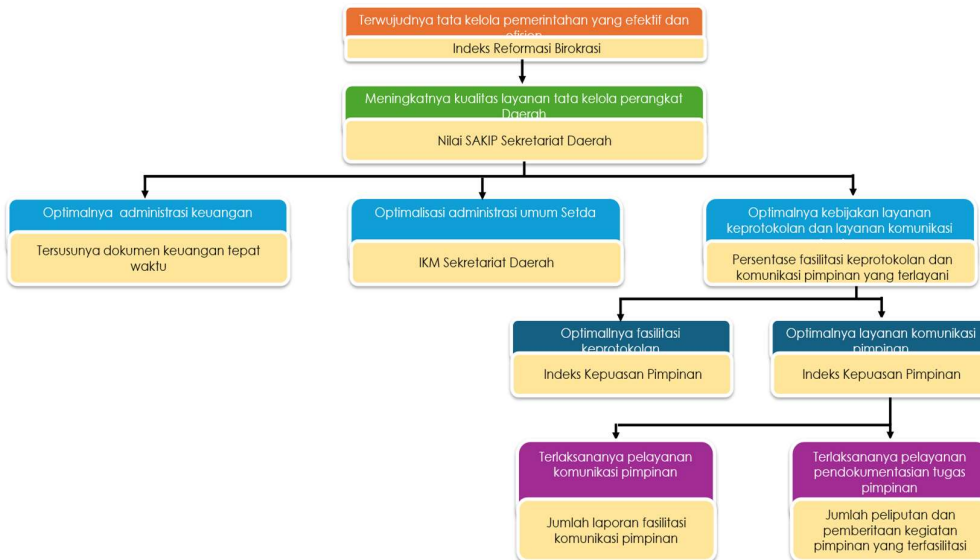 Terwujudnya tata kelola pemerintahan yang efektif dan
Indeks Reformasi Birokrasi
Meningkatnya kualitas layanan tata kelola perangkat
Daerah
Nilai SAKIP Sekretariat Daerah
Optimalnya administrasi keuangan
Tersusunya dokumen keuangan tepat
waktu
Optimalisasi administrasi umum Setda
IKM Sekretariat Daerah
Optimalnya kebijakan layanan
keprotokolan dan layanan komunikasi
Persentase fasilitasi keprotokolan dan
komunikasi pimpinan yang terlayani
Optimallnya fasilitasi
keprotokolan
Indeks Kepuasan Pimpinan
Optimalnya layanan komunikasi
pimpinan
Indeks Kepuasan Pimpinan
Terlaksananya pelayanan
komunikasi pimpinan
Jumlah laporan fasilitasi
komunikasi pimpinan
Terlaksananya pelayanan
pendokumentasian tugas
pimpinan
Jumlah peliputan dan
pemberitaan kegiatan
pimpinan yang terfasilitasi